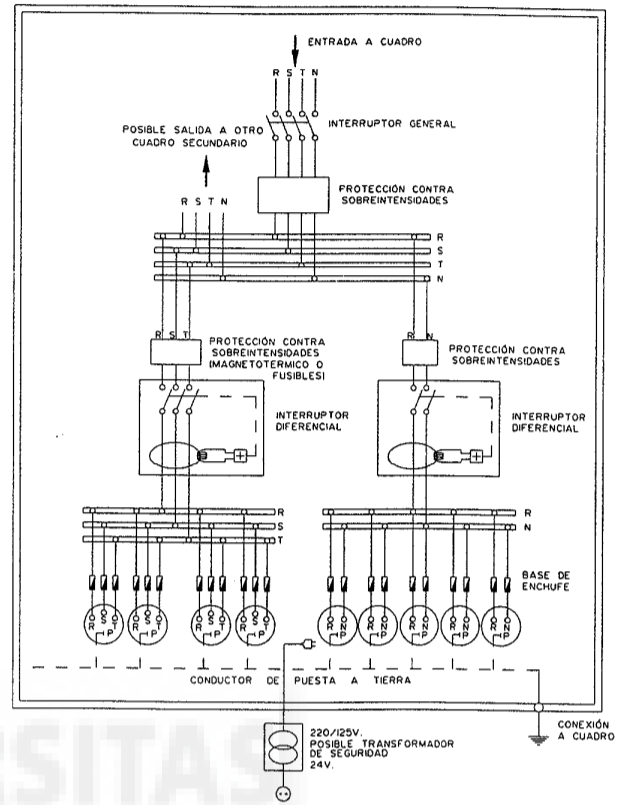 ENTRADA A CUADRO
R S T N
INTERRUPTOR GENERAL
POSIBLE SALIDA A OTRO
CUADRO SECUNDARIO
PROTECCIÓN CONTRA
SOBREINTENSIDADES
R S T N
R
S
T
N
R S T
PROTECCIÓN CONTRA
SOBREINTENSIDADES
(MAGNETOTERMICO O
FUSIBLES)
R N
PROTECCIÓN CONTRA
SOBREINTENSIDADES
INTERRUPTOR
DIFERENCIAL
INTERRUPTOR
DIFERENCIAL
R
S
T
R
N
BASE DE
ENCHUFE
R S T P
R S T P
R S T P
R S T P
R N P
R N P
R N P
R N P
R N P
CONDUCTOR DE PUESTA A TIERRA
CONEXIÓN
A CUADRO
220/125V.
POSIBLE TRANSFORMADOR
DE SEGURIDAD
24V.
RSITAS